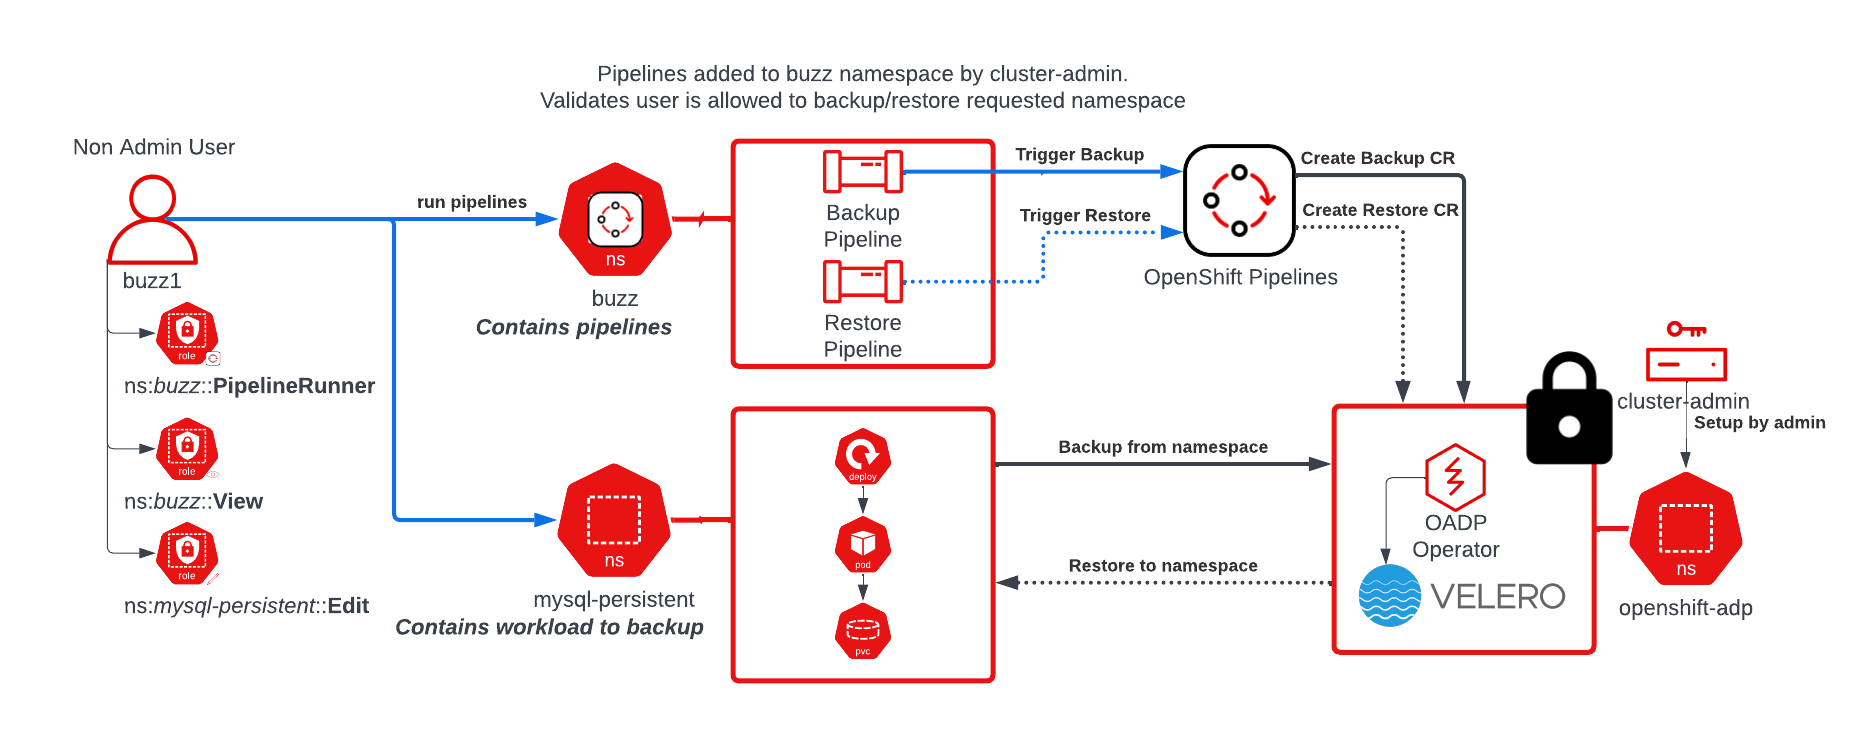 Pipelines added to buzz namespace by cluster-admin.
Validates user is allowed to backup/restore requested namespace
Non Admin User
buzz1
role
ns:buzz::PipelineRunner
role
ns:buzz::View
role
ns:mysql-persistent::Edit
run pipelines
ns
buzz
Contains pipelines
Backup
Pipeline
Restore
Pipeline
Trigger Backup
Trigger Restore
OpenShift Pipelines
Create Backup CR
Create Restore CR
ns
mysql-persistent
Contains workload to backup
deploy
pod
pvc
Backup from namespace
Restore to namespace
OADP
Operator
VELERO
cluster-admin
Setup by admin
ns
openshift-adp